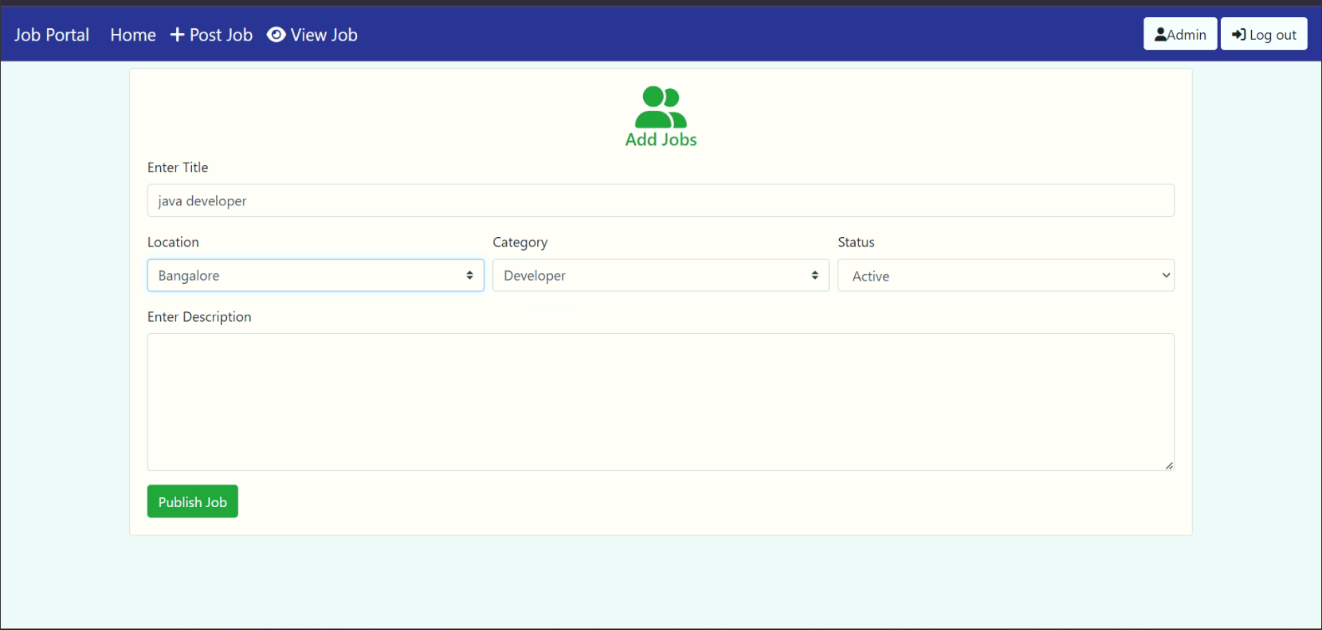 Job Portal Home Post Job View Job Admin Log out
Add Jobs
Enter Title
java developer
Location Category Status
Bangalore Developer Active
Enter Description
Publish Job